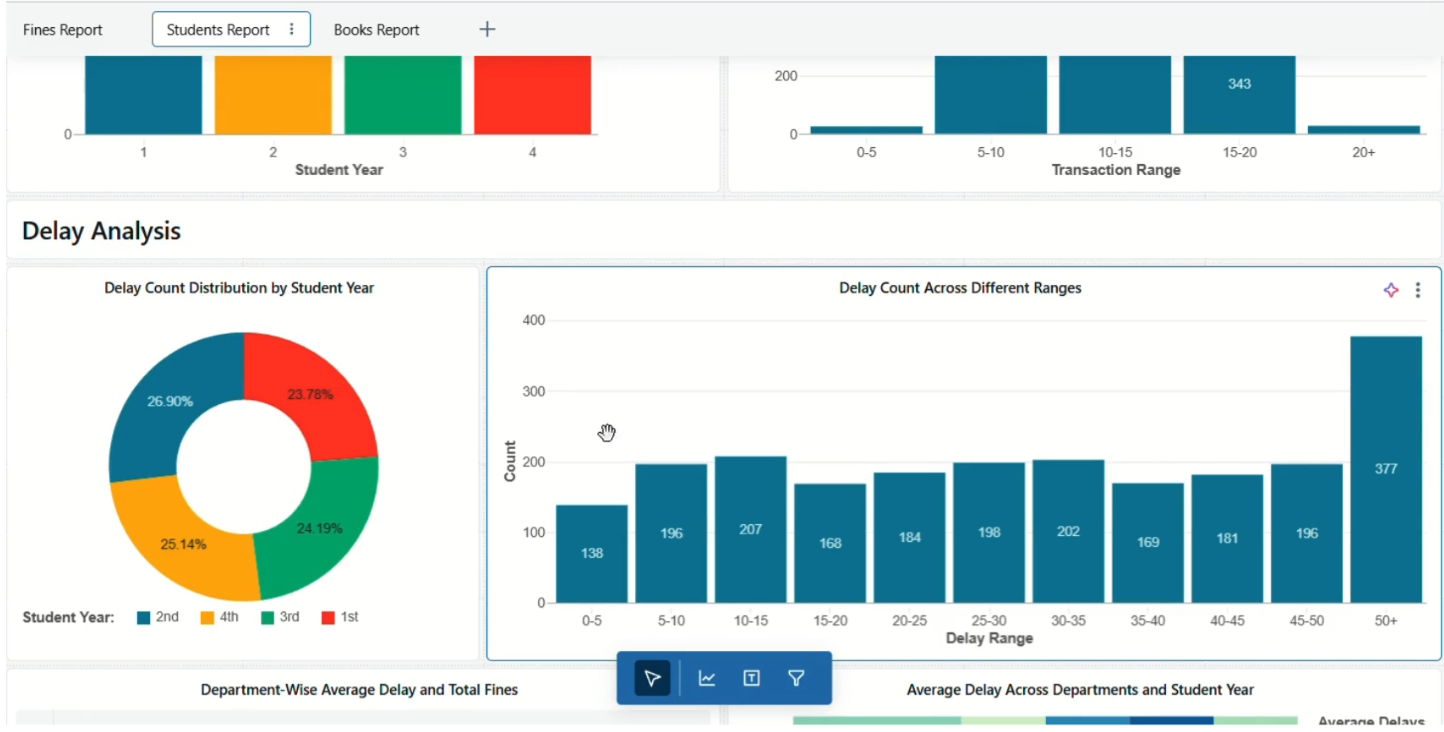 Fines Report Students Report Books Report
0
1 2 3 4
Student Year
200
343
0
0-5 5-10 10-15 15-20 20+
Transaction Range
Delay Analysis
Delay Count Distribution by Student Year
26.90%
23.78%
24.19%
25.14%
Student Year: 2nd 4th 3rd 1st
Delay Count Across Different Ranges
400
300
200
100
0
Count
138 196 207 168 184 198 202 169 181 196 377
0-5 5-10 10-15 15-20 20-25 25-30 30-35 35-40 40-45 45-50 50+
Delay Range
T
Department-Wise Average Delay and Total Fines
Average Delay Across Departments and Student Year
Average Delays